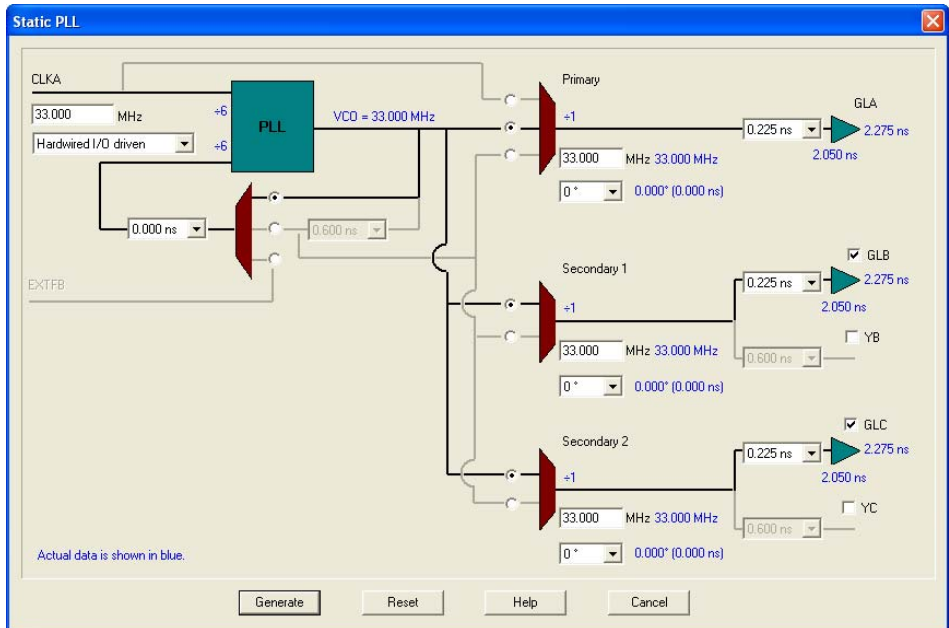 Static PLL
CLKA
33.000 MHz
Hardwired I/O driven
÷6
÷6
PLL
VCO = 33.000 MHz
0.000 ns
0.600 ns
EXTFB
Primary
÷1
33.000 MHz 33.000 MHz
0 ° 0.000° (0.000 ns)
GLA
0.225 ns 2.275 ns
2.050 ns
Secondary 1
÷1
33.000 MHz 33.000 MHz
0 ° 0.000° (0.000 ns)
GLB
0.225 ns 2.275 ns
2.050 ns
YB
0.600 ns
Secondary 2
÷1
33.000 MHz 33.000 MHz
0 ° 0.000° (0.000 ns)
GLC
0.225 ns 2.275 ns
2.050 ns
YC
0.600 ns
Actual data is shown in blue.
Generate Reset Help Cancel